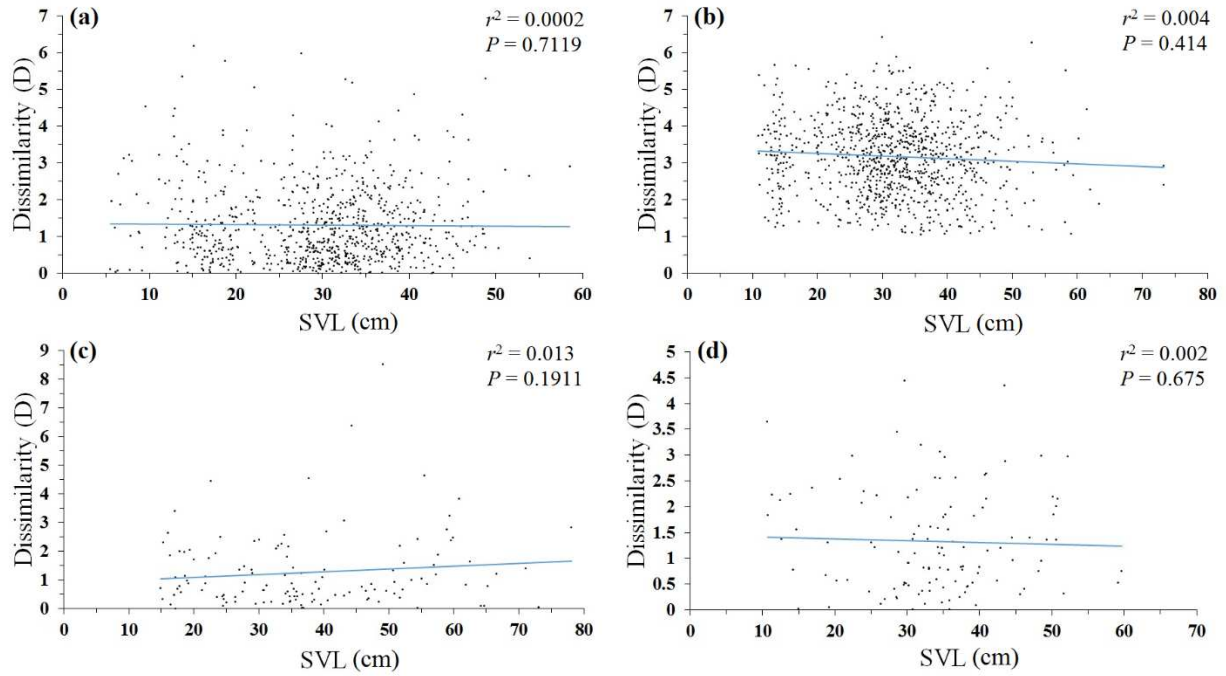 (a)
r² = 0.0002
P = 0.7119
7
6
5
4
3
2
1
0
Dissimilarity (D)
0 10 20 30 40 50 60
SVL (cm)
(b)
r² = 0.004
P = 0.414
7
6
5
4
3
2
1
0
Dissimilarity (D)
0 10 20 30 40 50 60 70 80
SVL (cm)
(c)
r² = 0.013
P = 0.1911
9
8
7
6
5
4
3
2
1
0
Dissimilarity (D)
0 10 20 30 40 50 60 70 80
SVL (cm)
(d)
r² = 0.002
P = 0.675
5
4.5
4
3.5
3
2.5
2
1.5
1
0.5
0
Dissimilarity (D)
0 10 20 30 40 50 60 70
SVL (cm)